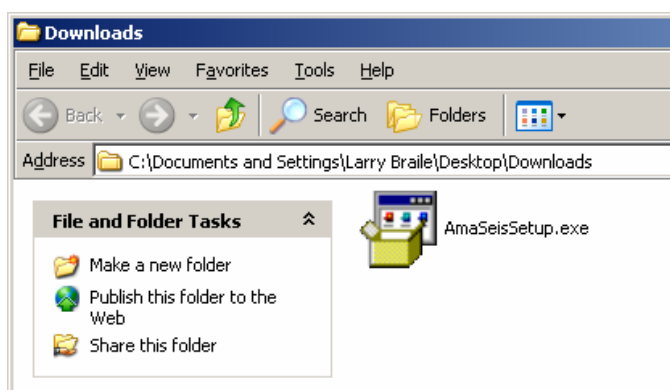 Downloads
File Edit View Favorites Tools Help
Back Search Folders
Address C:\Documents and Settings\Larry Braile\Desktop\Downloads
File and Folder Tasks
Make a new folder
Publish this folder to the
Web
Share this folder
AmaSeisSetup.exe